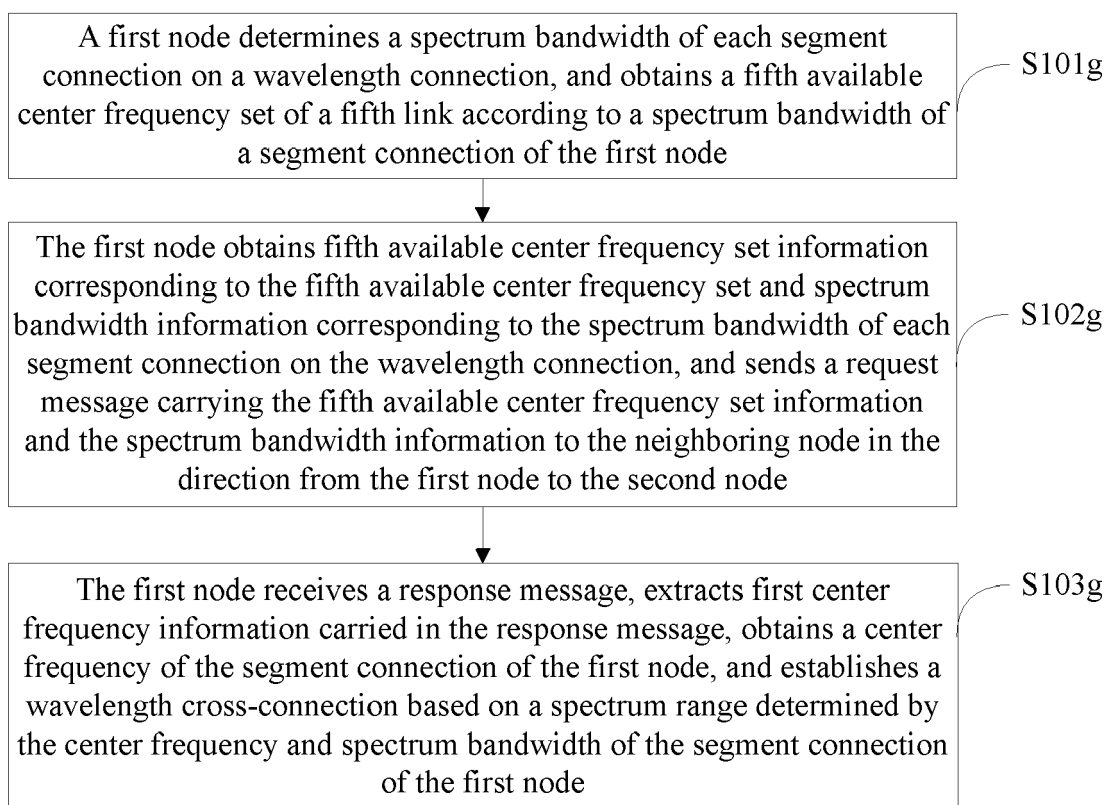 A first node determines a spectrum bandwidth of each segment
connection on a wavelength connection, and obtains a fifth available
center frequency set of a fifth link according to a spectrum bandwidth of
a segment connection of the first node
S101g
The first node obtains fifth available center frequency set information
corresponding to the fifth available center frequency set and spectrum
bandwidth information corresponding to the spectrum bandwidth of each
segment connection on the wavelength connection, and sends a request
message carrying the fifth available center frequency set information
and the spectrum bandwidth information to the neighboring node in the
direction from the first node to the second node
S102g
The first node receives a response message, extracts first center
frequency information carried in the response message, obtains a center
frequency of the segment connection of the first node, and establishes a
wavelength cross-connection based on a spectrum range determined by
the center frequency and spectrum bandwidth of the segment connection
of the first node
S103g